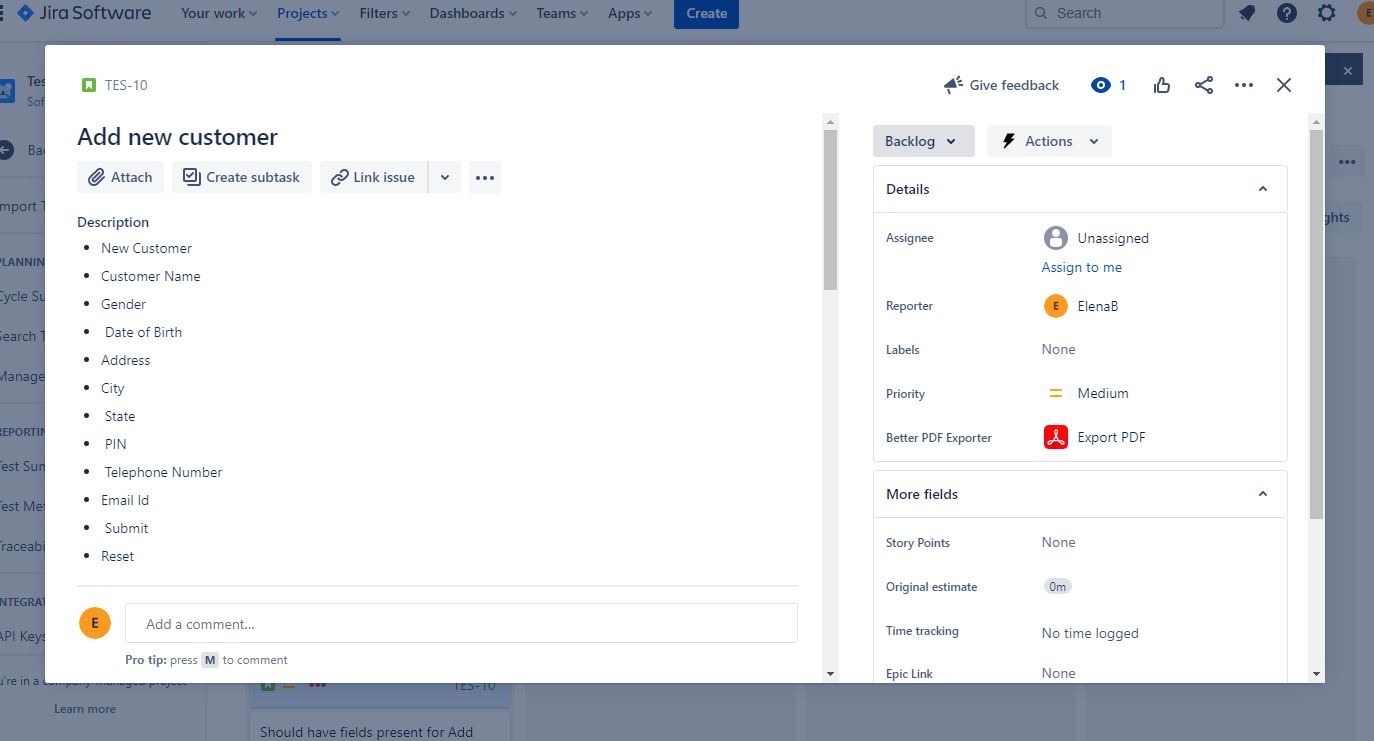 Jira Software
Your work
Projects
Filters
Dashboards
Teams
Apps
Create
Search
E
Tes
Sof
Ba
mport T
PLANNIN
Cycle Su
Search T
Manage
REPORTIN
Test Sum
Test Met
Traceabi
INTEGRAT
API Keys
u're in a company-managed project
Learn more
ghts
TES-10
Give feedback
1
Add new customer
Attach
Create subtask
Link issue
Description
• New Customer
• Customer Name
• Gender
• Date of Birth
• Address
• City
• State
• PIN
• Telephone Number
• Email Id
• Submit
• Reset
E
Add a comment...
Pro tip: press M to comment
Backlog
Actions
Details
Assignee
Unassigned
Assign to me
Reporter
E ElenaB
Labels
None
Priority
Medium
Better PDF Exporter
Export PDF
More fields
Story Points
None
Original estimate
0m
Time tracking
No time logged
Epic Link
None
TES-10
Should have fields present for Add